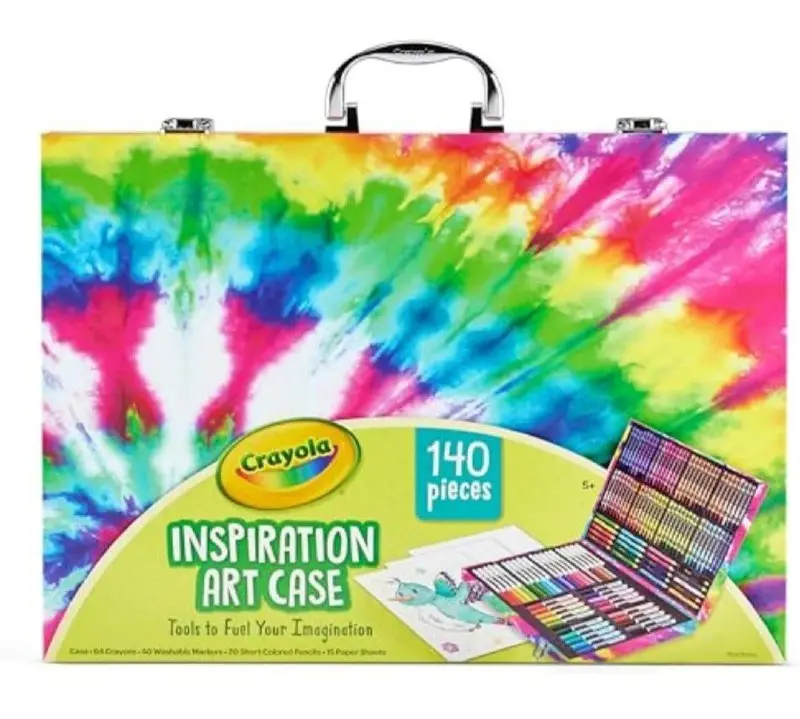 Crayola
140
pieces
5+
INSPIRATION
ART CASE
Tools to Fuel Your Imagination
Case • 64 Crayons • 40 Washable Markers • 20 Short Colored Pencils • 15 Paper Sheets